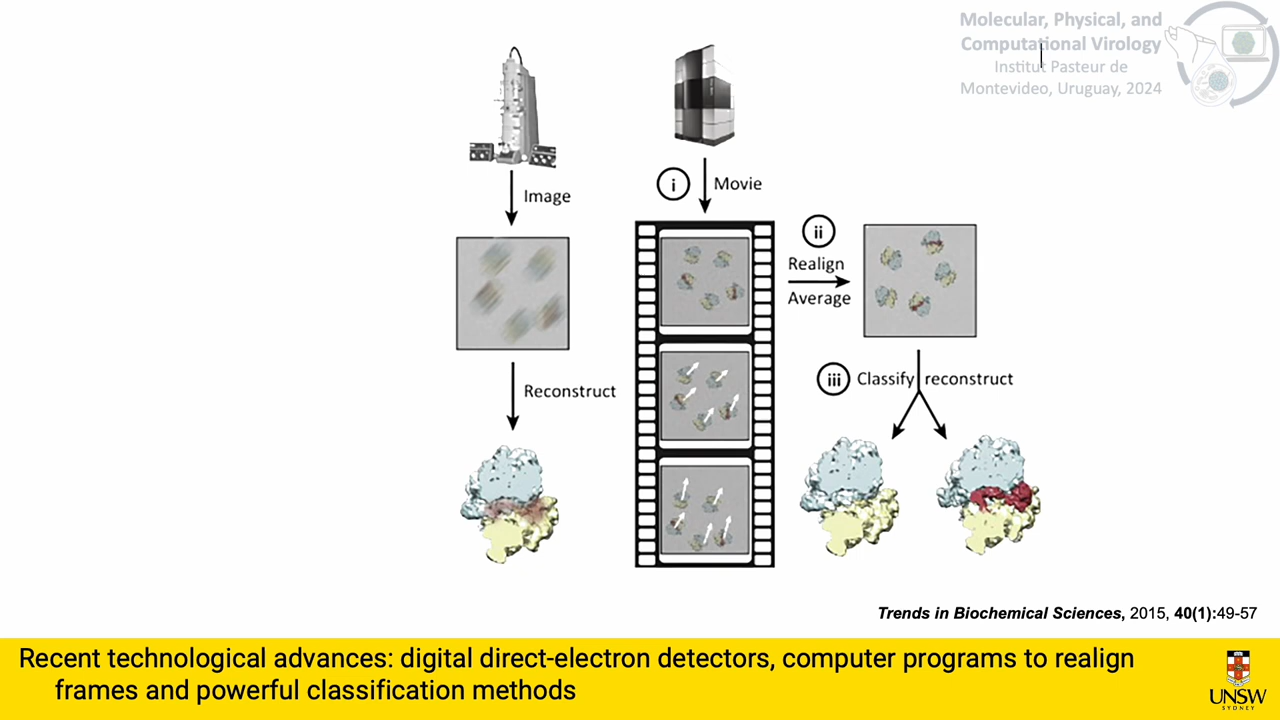 Molecular, Physical, and
Computational Virology
Institut Pasteur de
Montevideo, Uruguay, 2024
Image
i
Movie
ii
Realign
Average
Reconstruct
iii
Classify
reconstruct
Trends in Biochemical Sciences, 2015, 40(1):49-57
Recent technological advances: digital direct-electron detectors, computer programs to realign
frames and powerful classification methods
UNSW
SYDNEY